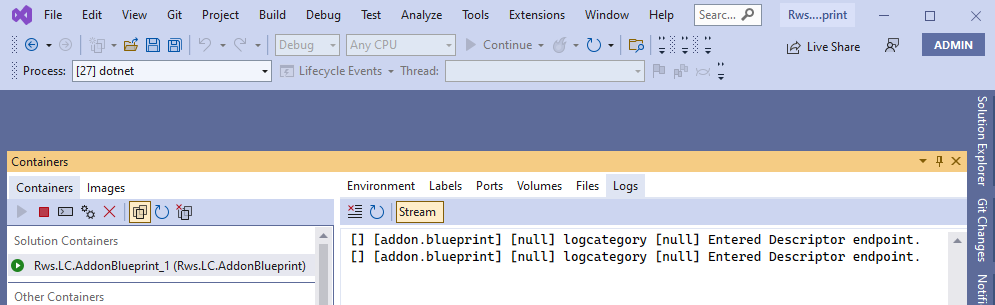 File Edit View Git Project Build Debug Test Analyze Tools Extensions Window Help Searc... Rws....print
Debug Any CPU Continue Live Share ADMIN
Process: [27] dotnet Lifecycle Events Thread:
Solution Explorer
Git Changes
Notifi
Containers
Containers Images
Solution Containers
Rws.LC.AddonBlueprint_1 (Rws.LC.AddonBlueprint)
Other Containers
Environment Labels Ports Volumes Files Logs
Stream
[] [addon.blueprint] [null] logcategory [null] Entered Descriptor endpoint.
[] [addon.blueprint] [null] logcategory [null] Entered Descriptor endpoint.